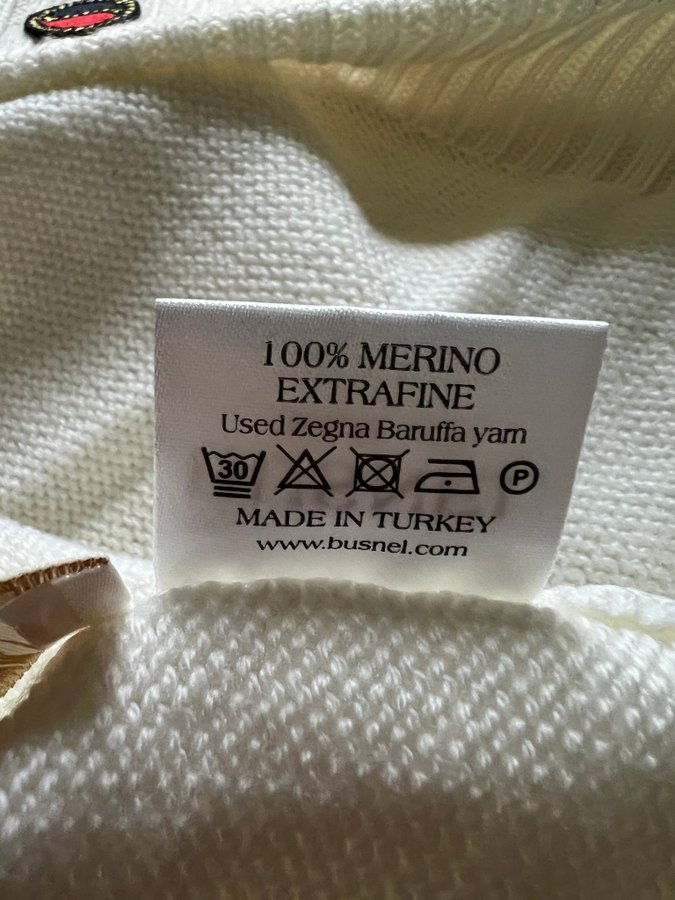 100% MERINO
EXTRAFINE
Used Zegna Baruffa yarn
30 P
MADE IN TURKEY
www.busnel.com